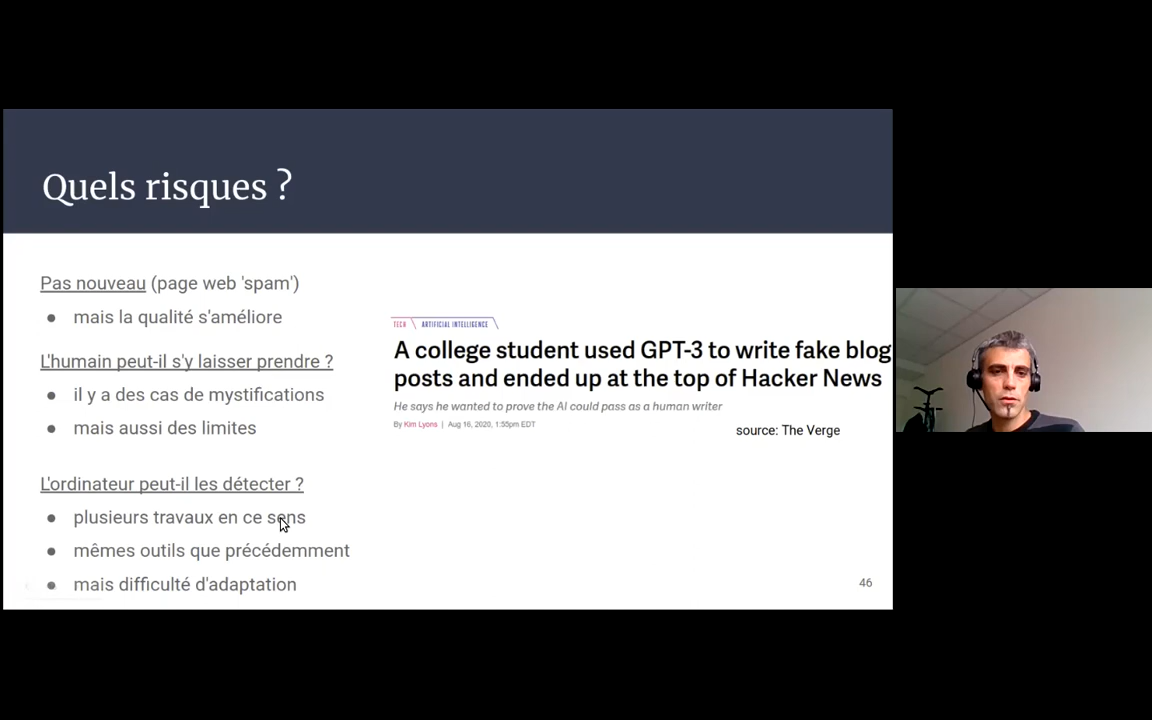 Quels risques ?
Pas nouveau (page web 'spam')
● mais la qualité s'améliore
L'humain peut-il s'y laisser prendre ?
● il y a des cas de mystifications
● mais aussi des limites
L'ordinateur peut-il les détecter ?
● plusieurs travaux en ce sens
● mêmes outils que précédemment
● mais difficulté d'adaptation
TECH ARTIFICIAL INTELLIGENCE
A college student used GPT-3 to write fake blog
posts and ended up at the top of Hacker News
He says he wanted to prove the AI could pass as a human writer
By Kim Lyons | Aug 16, 2020, 1:55pm EDT
source: The Verge
46